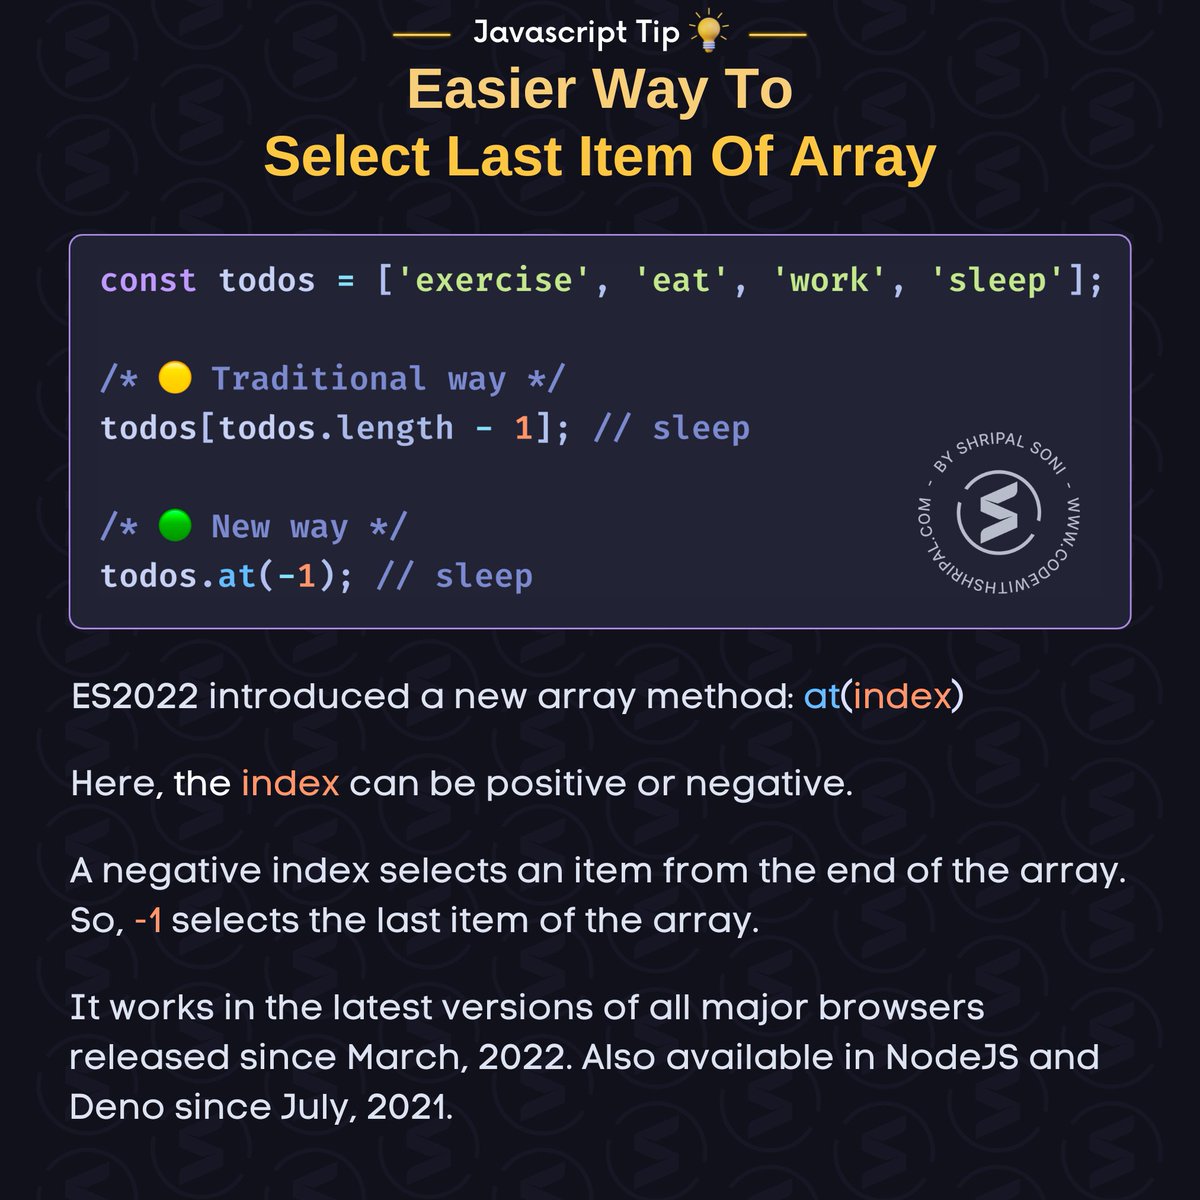 Javascript Tip 💡
Easier Way To
Select Last Item Of Array
const todos = ['exercise', 'eat', 'work', 'sleep'];
/* 🟡 Traditional way */
todos[todos.length - 1]; // sleep
/* 🟢 New way */
todos.at(-1); // sleep
- BY SHRIPAL SONI - WWW.CODEWITHSHRIPAL.COM
ES2022 introduced a new array method: at(index)
Here, the index can be positive or negative.
A negative index selects an item from the end of the array.
So, -1 selects the last item of the array.
It works in the latest versions of all major browsers
released since March, 2022. Also available in NodeJS and
Deno since July, 2021.